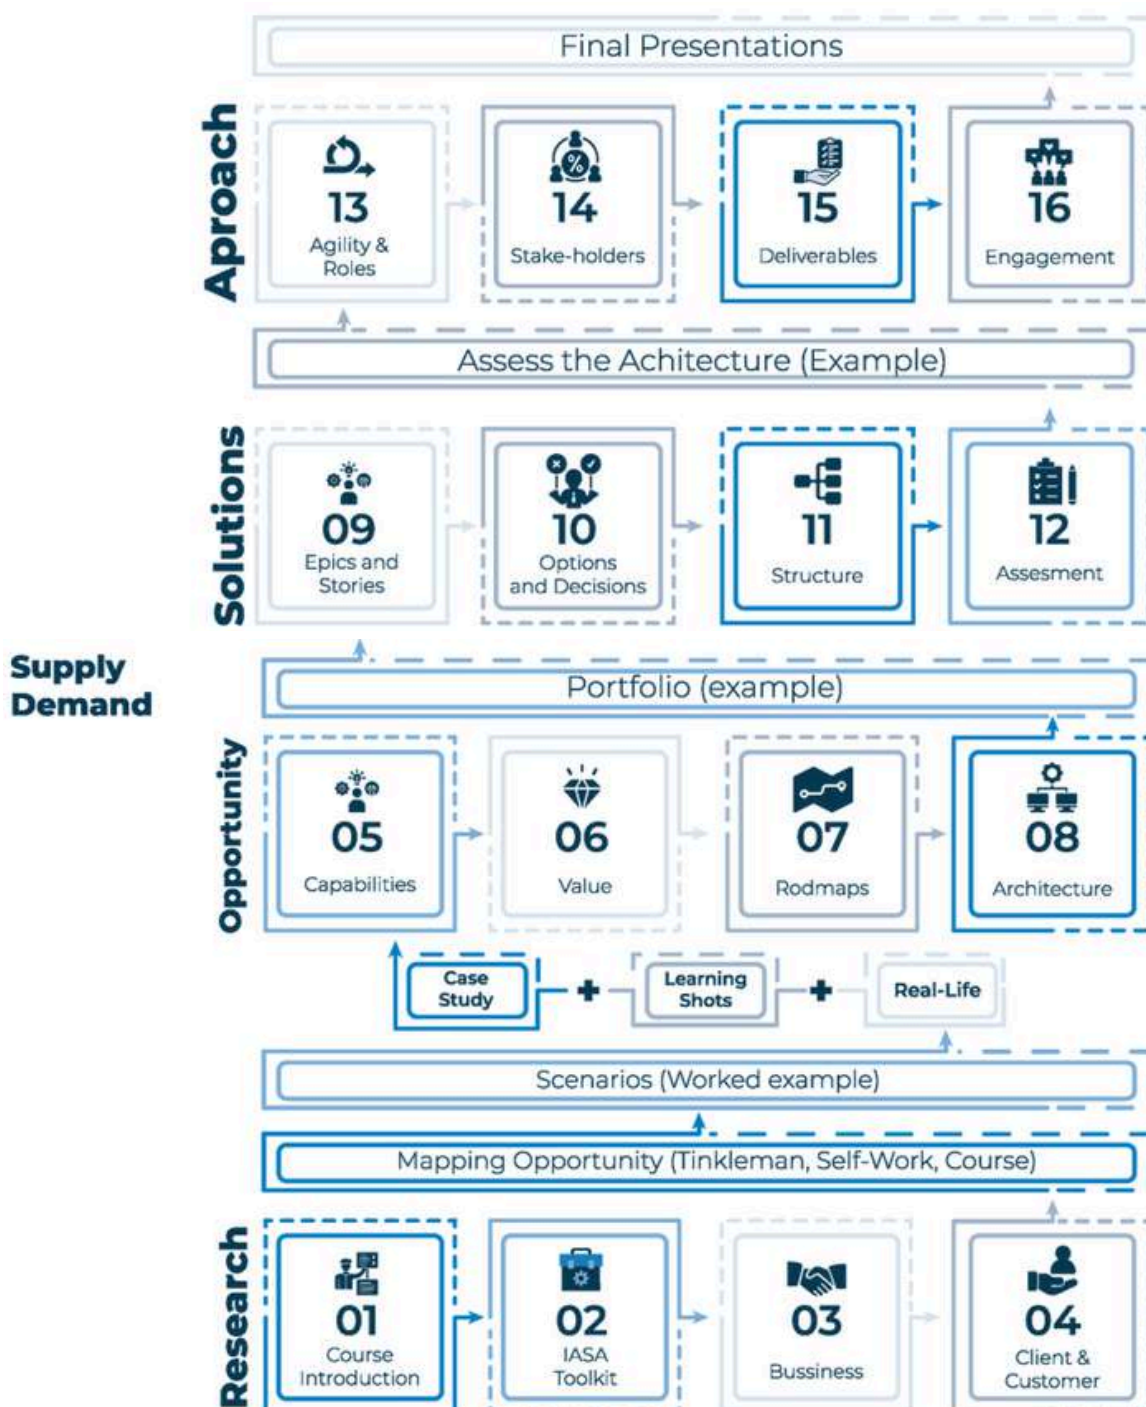 Final Presentations
Aproach
13
Agility &
Roles
14
Stake-holders
15
Deliverables
16
Engagement
Assess the Achitecture (Example)
Solutions
09
Epics and
Stories
10
Options
and Decisions
11
Structure
12
Assesment
Supply
Demand
Portfolio (example)
Opportunity
05
Capabilities
06
Value
07
Rodmaps
08
Architecture
Case
Study
+
Learning
Shots
+
Real-Life
Scenarios (Worked example)
Mapping Opportunity (Tinkleman, Self-Work, Course)
Research
01
Course
Introduction
02
IASA
Toolkit
03
Bussiness
04
Client &
Customer